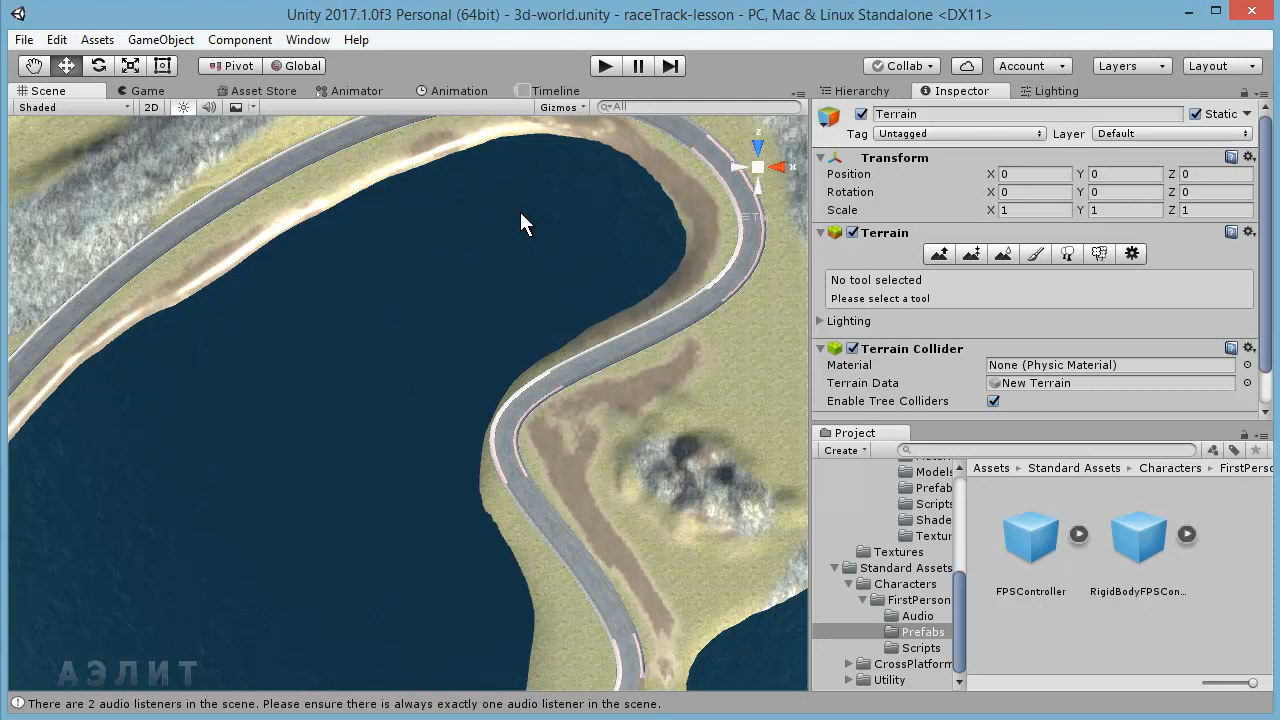 Unity 2017.1.0f3 Personal (64bit) - 3d-world.unity - raceTrack-lesson - PC, Mac & Linux Standalone <DX11>
File Edit Assets GameObject Component Window Help
Pivot Global Collab Account Layers Layout
Scene Game Asset Store Animator Animation Timeline
Shaded 2D Gizmos All
Hierarchy Inspector Lighting
Terrain Static
Tag Untagged Layer Default
Transform
Position X 0 Y 0 Z 0
Rotation X 0 Y 0 Z 0
Scale X 1 Y 1 Z 1
Terrain
No tool selected
Please select a tool
Lighting
Terrain Collider
Material None (Physic Material)
Terrain Data New Terrain
Enable Tree Colliders
z
x
Project
Create
Assets Standard Assets Characters FirstPerso
Models
Prefab
Scripts
Shade
Textur
Textures
Standard Assets
Characters
FirstPerson
Audio
Prefabs
Scripts
CrossPlatform
Utility
FPSController RigidBodyFPSCon...
АЭЛИТ
There are 2 audio listeners in the scene. Please ensure there is always exactly one audio listener in the scene.